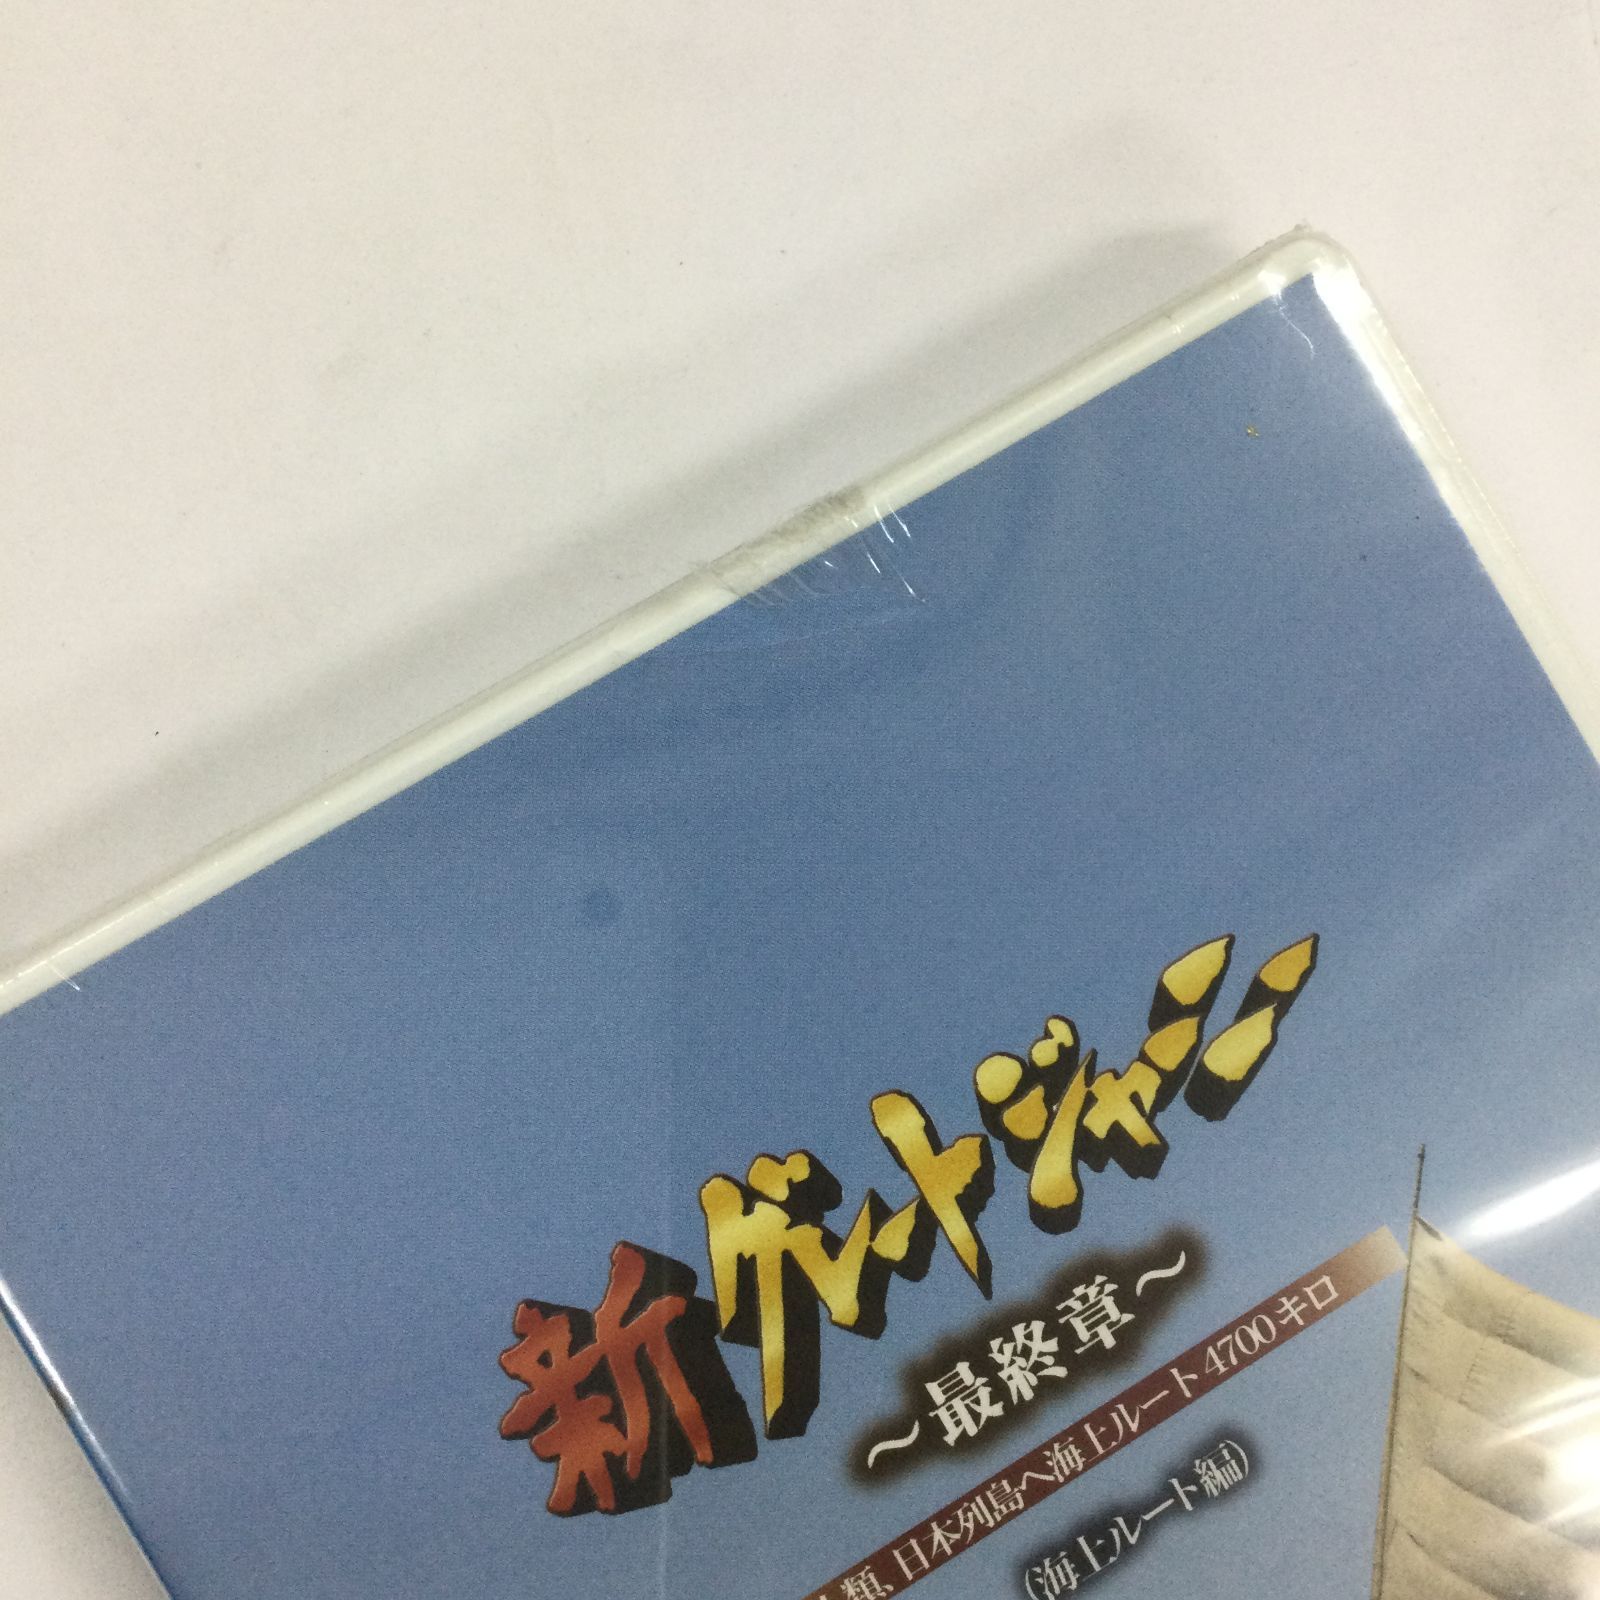 新グレートジャーニー
～最終章～
類、日本列島へ海上ルート4700キロ
(海上ルート編)